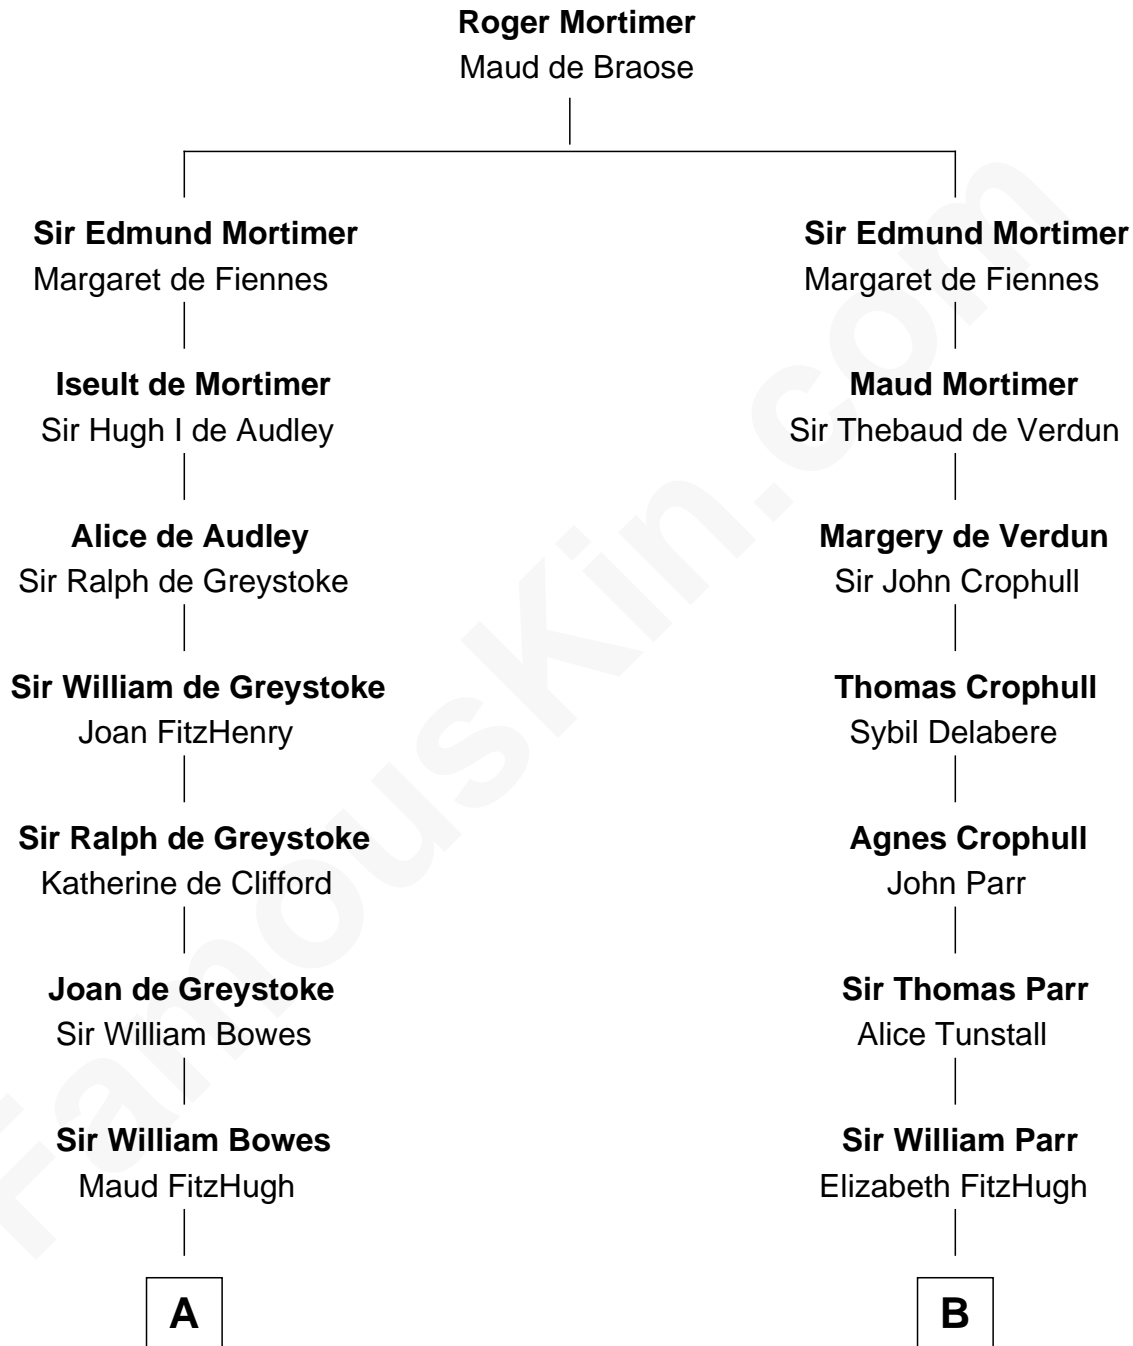 Roger Mortimer
Maud de Braose
Sir Edmund Mortimer
Margaret de Fiennes
Iseult de Mortimer
Sir Hugh I de Audley
Alice de Audley
Sir Ralph de Greystoke
Sir William de Greystoke
Joan FitzHenry
Sir Ralph de Greystoke
Katherine de Clifford
Joan de Greystoke
Sir William Bowes
Sir William Bowes
Maud FitzHugh
A
Sir Edmund Mortimer
Margaret de Fiennes
Maud Mortimer
Sir Thebaud de Verdun
Margery de Verdun
Sir John Crophull
Thomas Crophull
Sybil Delabere
Agnes Crophull
John Parr
Sir Thomas Parr
Alice Tunstall
Sir William Parr
Elizabeth FitzHugh
B
FamousKin.com